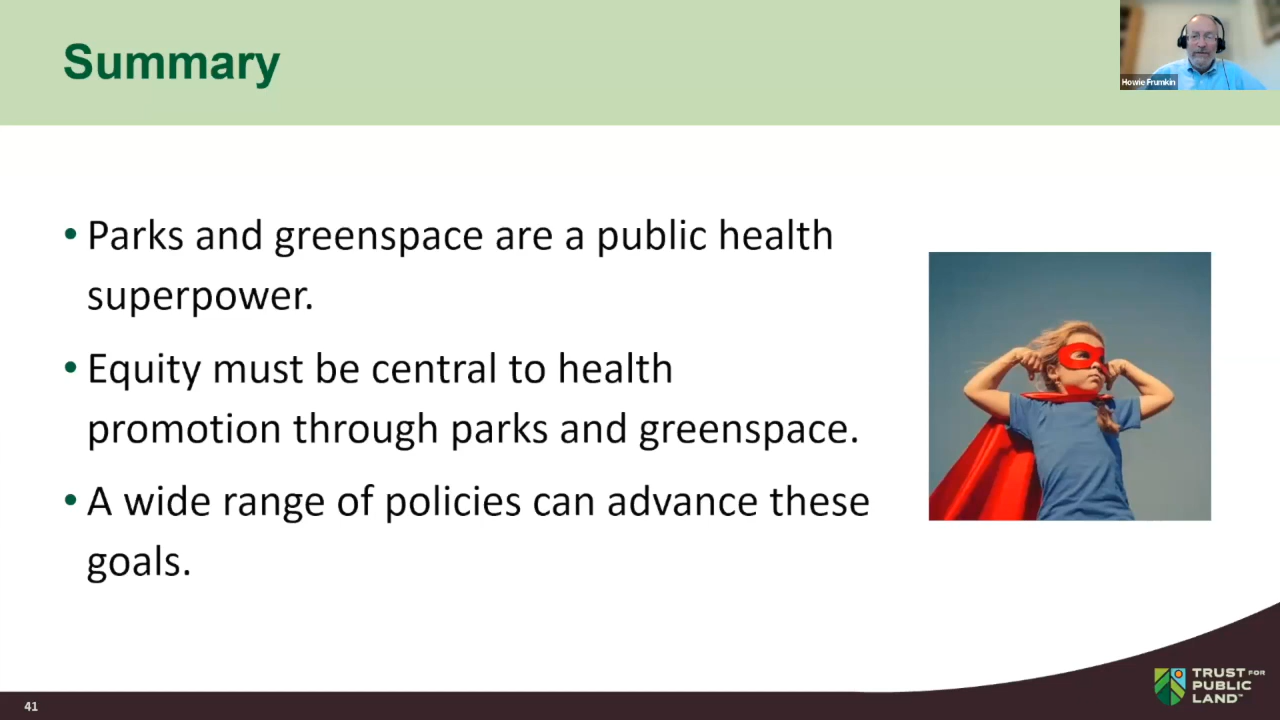 Summary
Howie Frumkin
• Parks and greenspace are a public health
superpower.
• Equity must be central to health
promotion through parks and greenspace.
• A wide range of policies can advance these
goals.
41
TRUST FOR
PUBLIC
LAND™